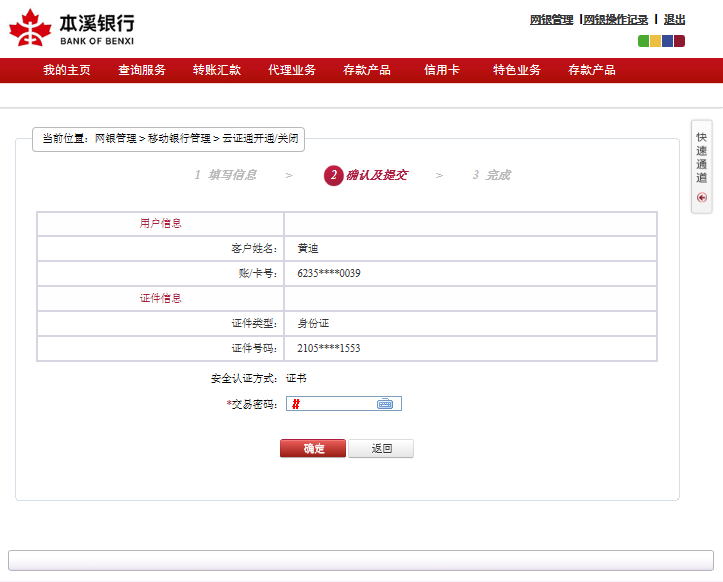 本溪银行
BANK OF BENXI
网银管理 | 网银操作记录 | 退出
我的主页 查询服务 转账汇款 代理业务 存款产品 信用卡 特色业务 存款产品
快速通道
当前位置：网银管理 > 移动银行管理 > 云证通开通/关闭
1 填写信息 > 2 确认及提交 > 3 完成
用户信息
客户姓名： 黄迪
账/卡号： 6235****0039
证件信息
证件类型： 身份证
证件号码： 2105****1553
安全认证方式： 证书
*交易密码： #
确定 返回